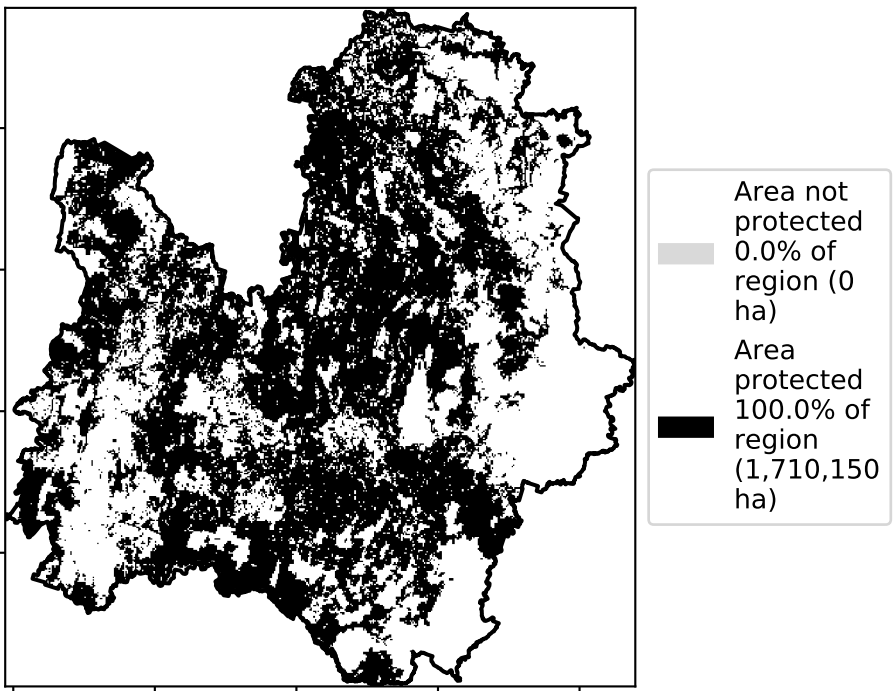 Area not
protected
0.0% of
region (0
ha)
Area
protected
100.0% of
region
(1,710,150
ha)